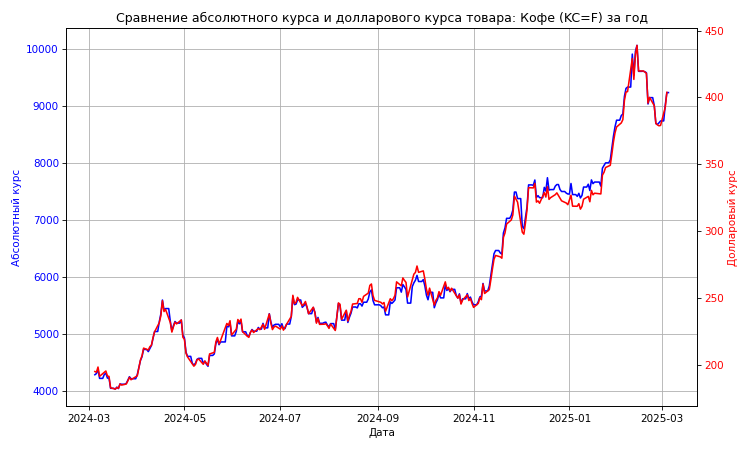 Сравнение абсолютного курса и долларового курса товара: Кофе (KC=F) за год
Абсолютный курс
10000
9000
8000
7000
6000
5000
4000
450
400
350
300
250
200
Долларовый курс
2024-03 2024-05 2024-07 2024-09 2024-11 2025-01 2025-03
Дата